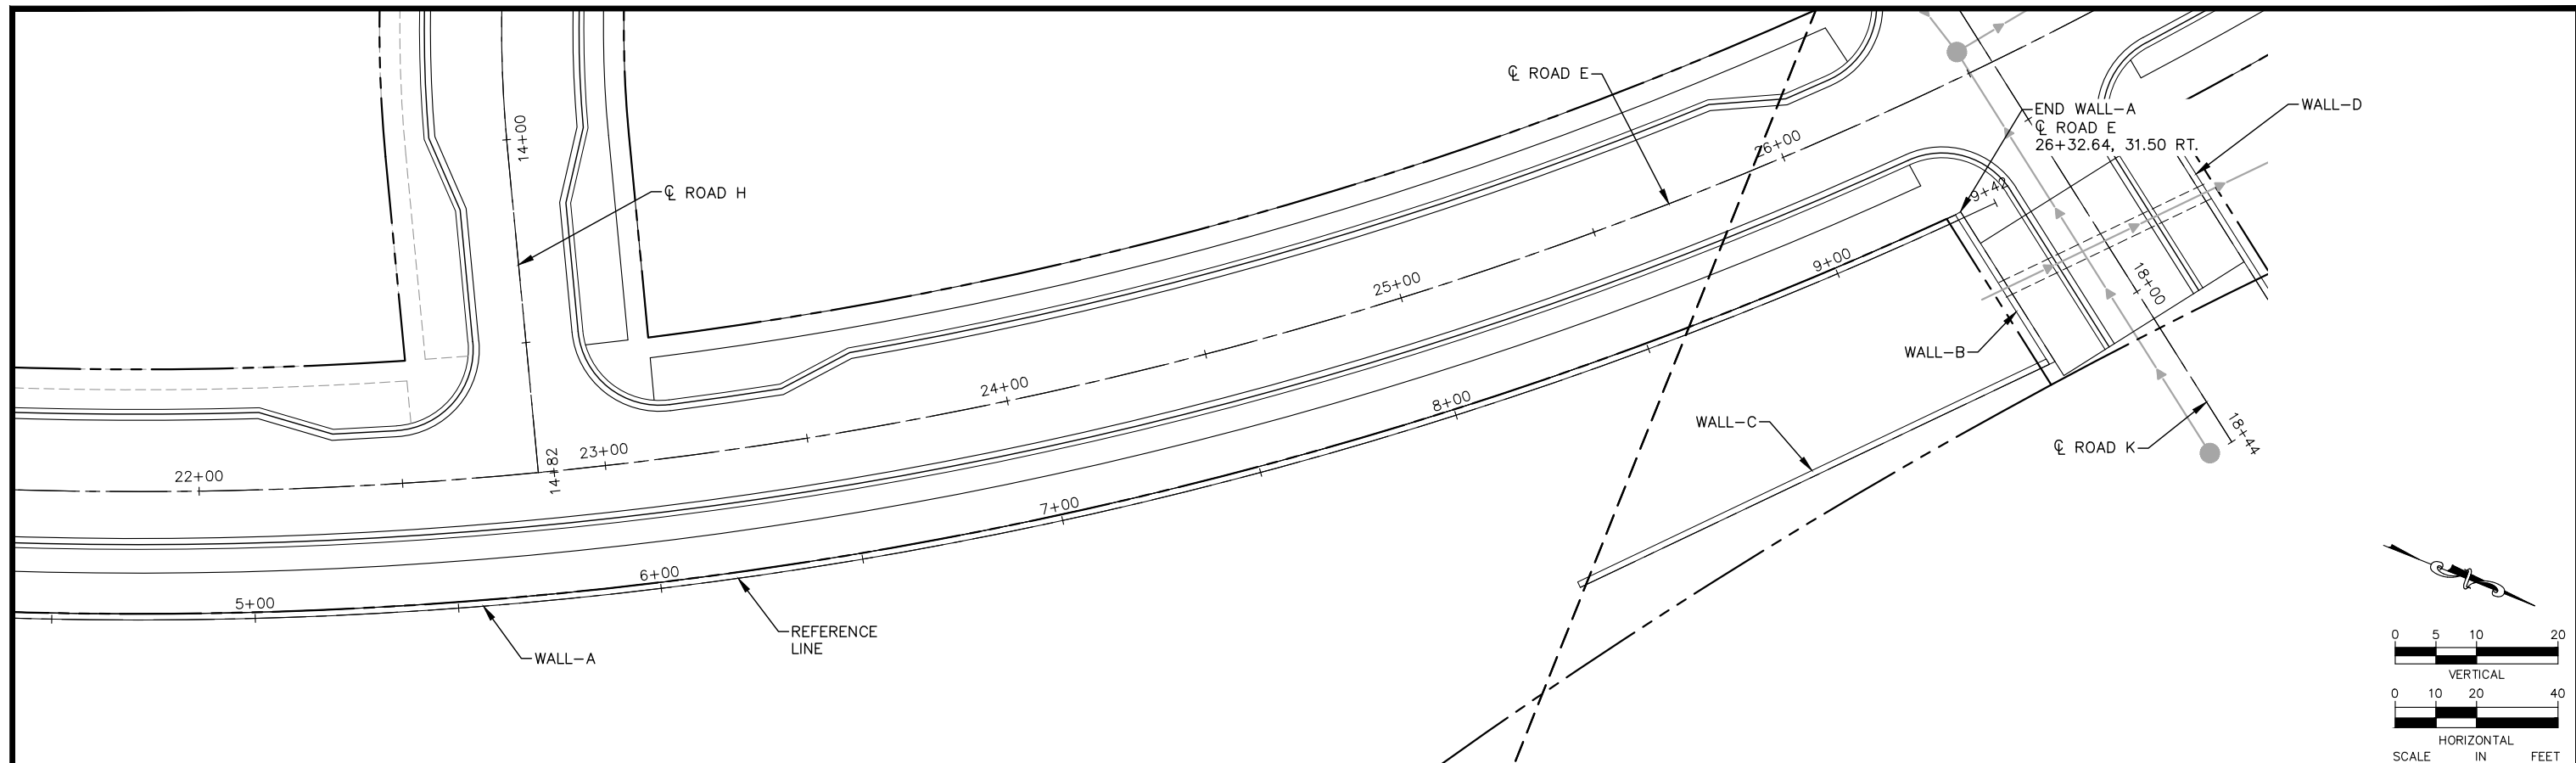 ℄ ROAD E
END WALL-A
℄ ROAD E
26+32.64, 31.50 RT.
WALL-D
14+00
26+00
℄ ROAD H
9+42
9+00
25+00
18+00
WALL-B
24+00
8+00
WALL-C
18+44
℄ ROAD K
23+00
14+82
22+00
7+00
6+00
5+00
REFERENCE
LINE
WALL-A
0 5 10 20
VERTICAL
0 10 20 40
HORIZONTAL
SCALE IN FEET